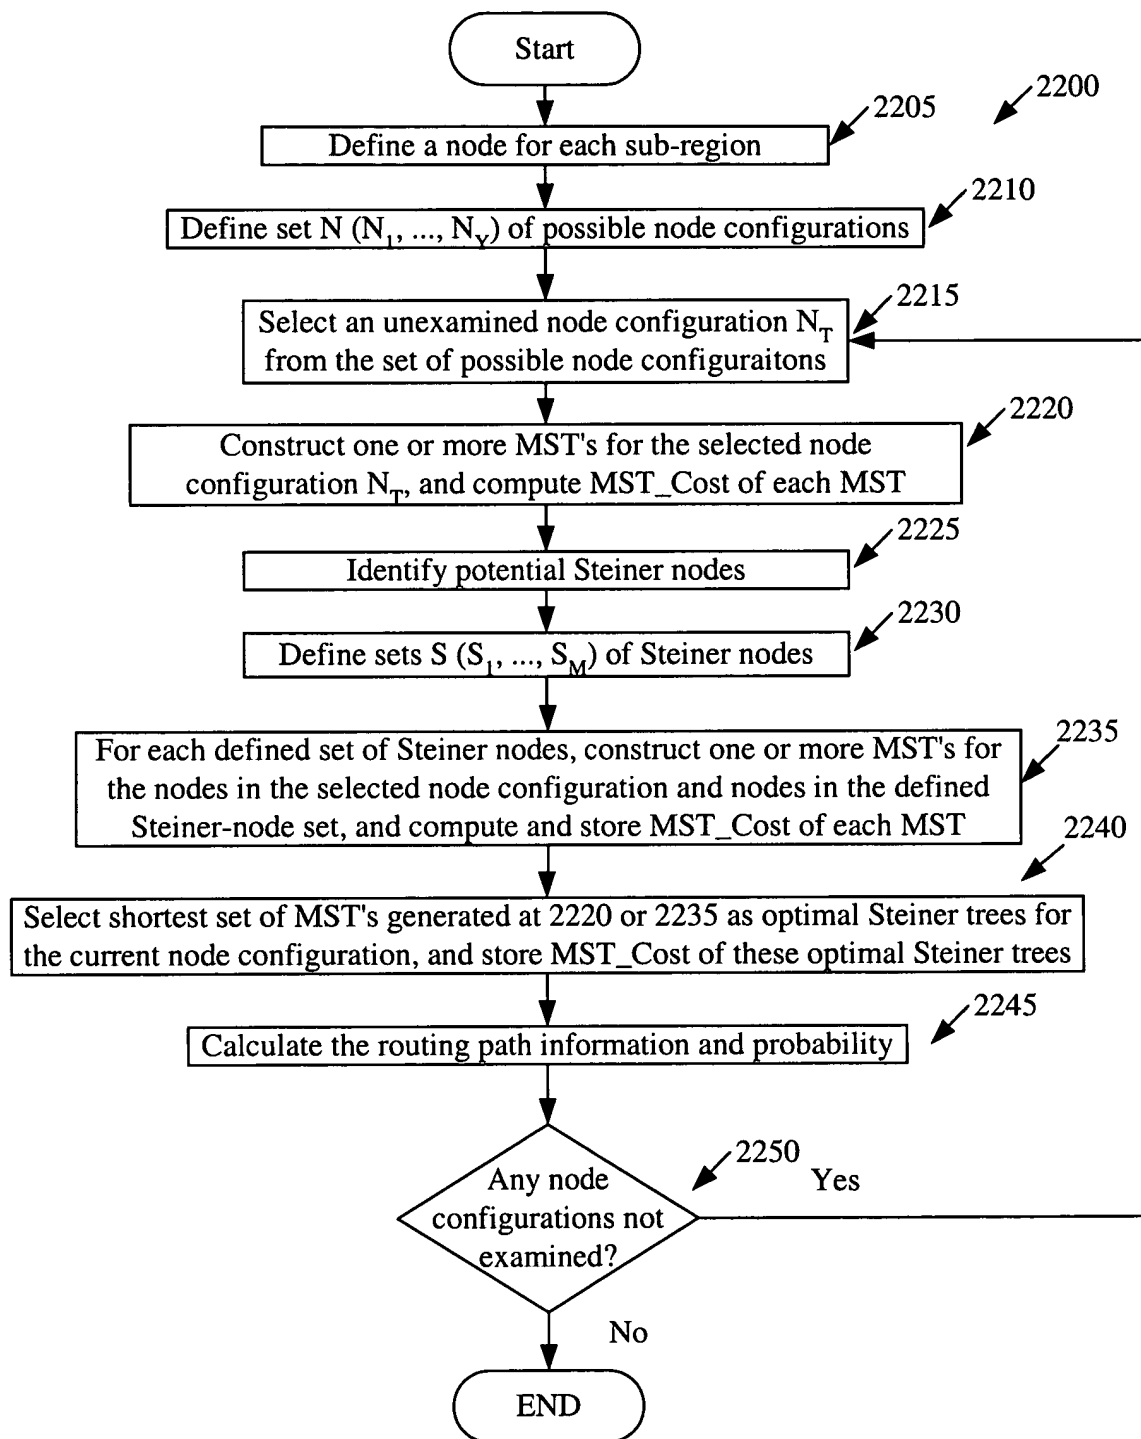 Start
2200
2205
Define a node for each sub-region
2210
Define set N (N1, ..., NY) of possible node configurations
2215
Select an unexamined node configuration NT
from the set of possible node configuraitons
2220
Construct one or more MST's for the selected node
configuration NT, and compute MST_Cost of each MST
2225
Identify potential Steiner nodes
2230
Define sets S (S1, ..., SM) of Steiner nodes
2235
For each defined set of Steiner nodes, construct one or more MST's for
the nodes in the selected node configuration and nodes in the defined
Steiner-node set, and compute and store MST_Cost of each MST
2240
Select shortest set of MST's generated at 2220 or 2235 as optimal Steiner trees for
the current node configuration, and store MST_Cost of these optimal Steiner trees
2245
Calculate the routing path information and probability
2250
Yes
Any node
configurations not
examined?
No
END